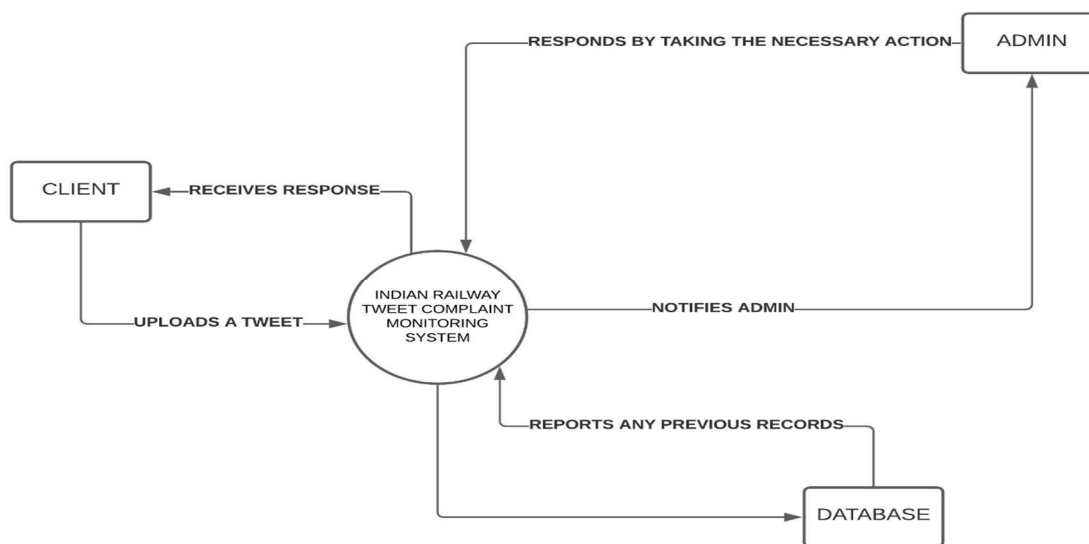 RESPONDS BY TAKING THE NECESSARY ACTION
ADMIN
CLIENT
RECEIVES RESPONSE
INDIAN RAILWAY
TWEET COMPLAINT
MONITORING
SYSTEM
UPLOADS A TWEET
NOTIFIES ADMIN
REPORTS ANY PREVIOUS RECORDS
DATABASE